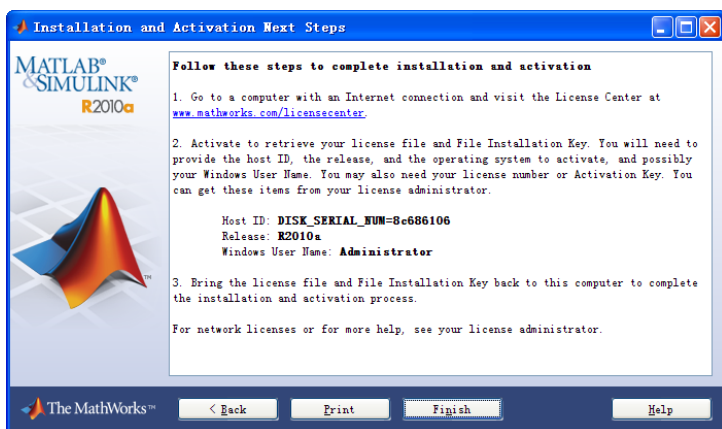 Installation and Activation Next Steps
MATLAB®
&SIMULINK®
R2010a
Follow these steps to complete installation and activation
1. Go to a computer with an Internet connection and visit the License Center at
www.mathworks.com/licensecenter.
2. Activate to retrieve your license file and File Installation Key. You will need to
provide the host ID, the release, and the operating system to activate, and possibly
your Windows User Name. You may also need your license number or Activation Key. You
can get these items from your license administrator.
Host ID: DISK_SERIAL_NUM=8c686106
Release: R2010a
Windows User Name: Administrator
3. Bring the license file and File Installation Key back to this computer to complete
the installation and activation process.
For network licenses or for more help, see your license administrator.
TM
The MathWorks™
< Back
Print
Finish
Help